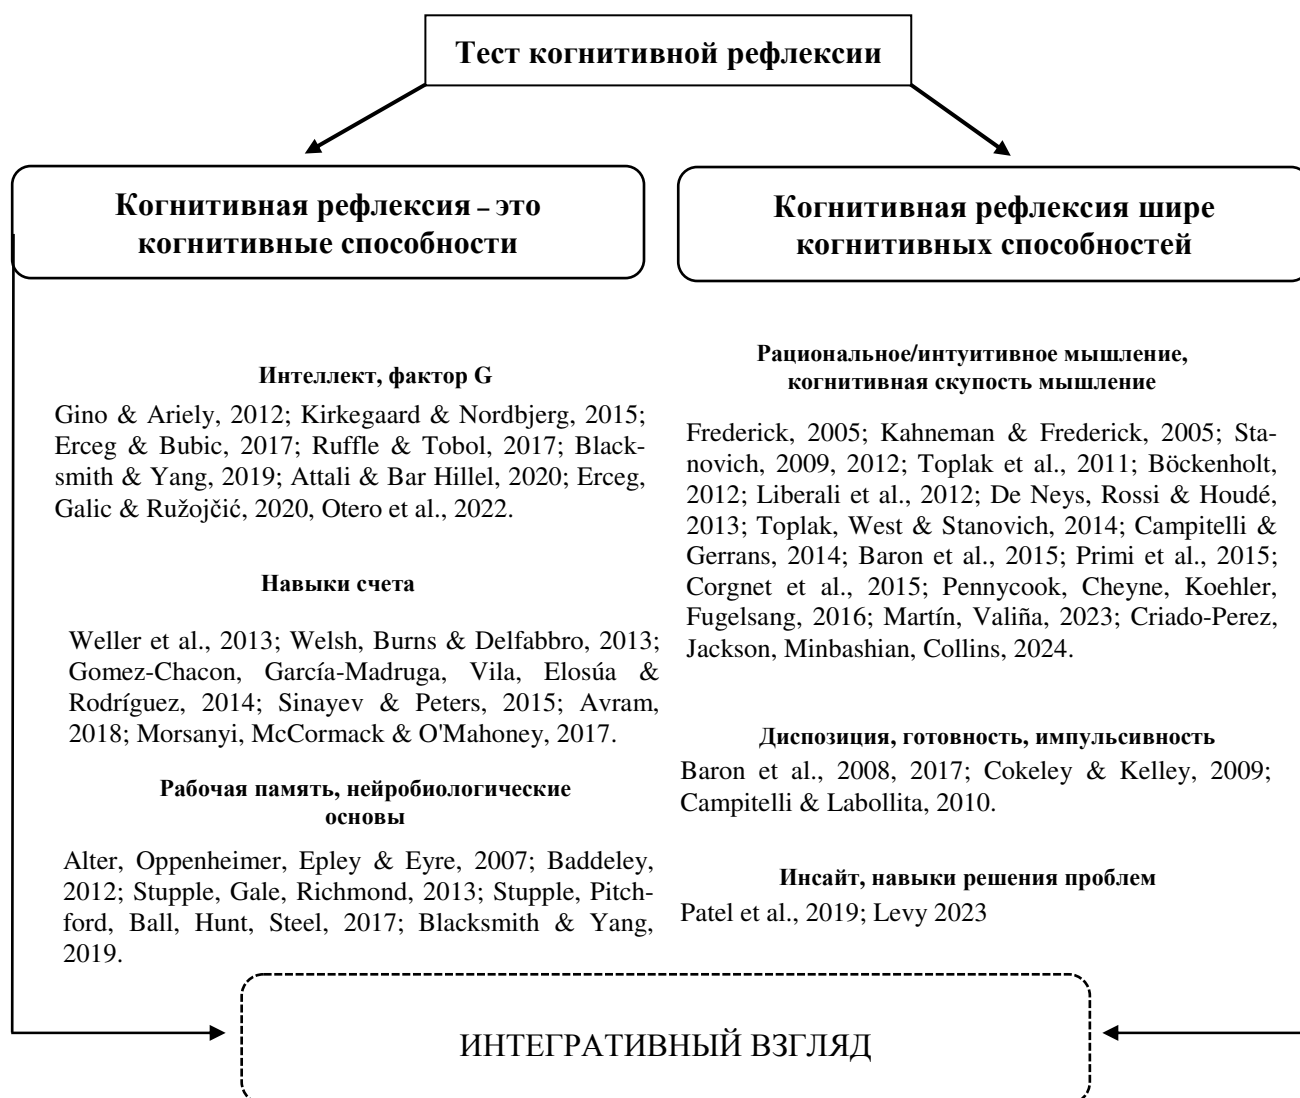 Тест когнитивной рефлексии
Когнитивная рефлексия – это
когнитивные способности
Интеллект, фактор G
Gino & Ariely, 2012; Kirkegaard & Nordbjerg, 2015;
Erceg & Bubic, 2017; Ruffle & Tobol, 2017; Black-
smith & Yang, 2019; Attali & Bar Hillel, 2020; Erceg,
Galic & Ružojčić, 2020, Otero et al., 2022.
Навыки счета
Weller et al., 2013; Welsh, Burns & Delfabbro, 2013;
Gomez-Chacon, García-Madruga, Vila, Elosúa &
Rodríguez, 2014; Sinayev & Peters, 2015; Avram,
2018; Morsanyi, McCormack & O'Mahoney, 2017.
Рабочая память, нейробиологические
основы
Alter, Oppenheimer, Epley & Eyre, 2007; Baddeley,
2012; Stupple, Gale, Richmond, 2013; Stupple, Pitch-
ford, Ball, Hunt, Steel, 2017; Blacksmith & Yang,
2019.
Когнитивная рефлексия шире
когнитивных способностей
Рациональное/интуитивное мышление,
когнитивная скупость мышление
Frederick, 2005; Kahneman & Frederick, 2005; Sta-
novich, 2009, 2012; Toplak et al., 2011; Böckenholt,
2012; Liberali et al., 2012; De Neys, Rossi & Houdé,
2013; Toplak, West & Stanovich, 2014; Campitelli &
Gerrans, 2014; Baron et al., 2015; Primi et al., 2015;
Corgnet et al., 2015; Pennycook, Cheyne, Koehler,
Fugelsang, 2016; Martín, Valiña, 2023; Criado-Perez,
Jackson, Minbashian, Collins, 2024.
Диспозиция, готовность, импульсивность
Baron et al., 2008, 2017; Cokeley & Kelley, 2009;
Campitelli & Labollita, 2010.
Инсайт, навыки решения проблем
Patel et al., 2019; Levy 2023
ИНТЕГРАТИВНЫЙ ВЗГЛЯД